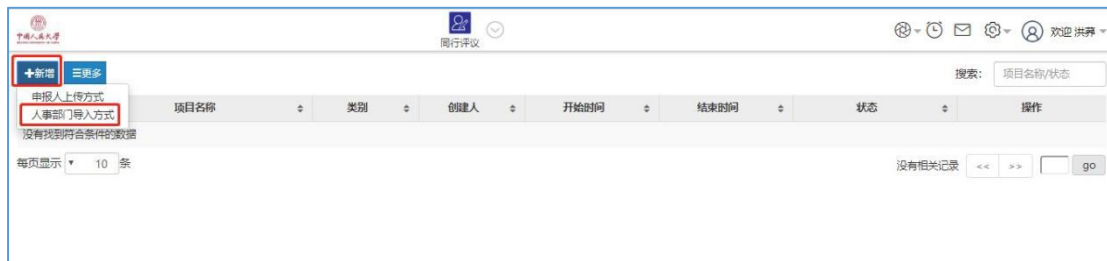 中国人民大学
同行评议
欢迎 洪犇
+新增 三更多
搜索: 项目名称/状态
申报人上传方式
人事部门导入方式
项目名称 类别 创建人 开始时间 结束时间 状态 操作
没有找到符合条件的数据
每页显示 10 条
没有相关记录 << >> go